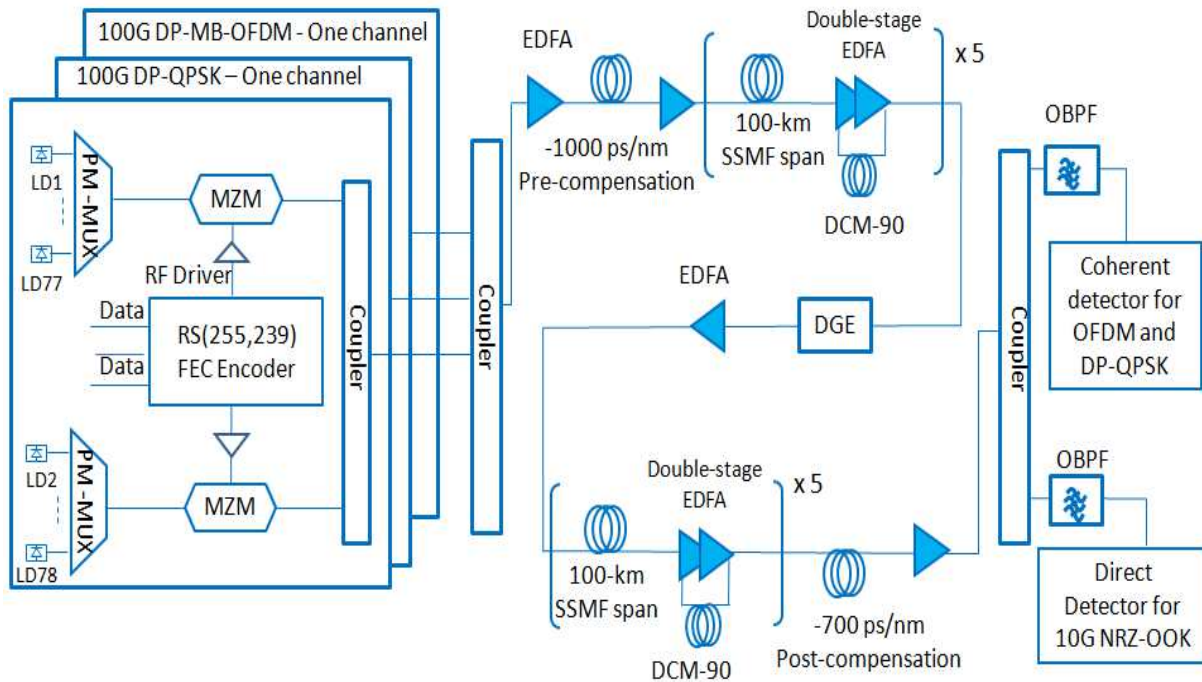 100G DP-MB-OFDM - One channel
100G DP-QPSK – One channel
LD1
LD77
PM -MUX
MZM
RF Driver
Data
Data
RS(255,239)
FEC Encoder
LD2
LD78
PM -MUX
MZM
Coupler
Coupler
EDFA
-1000 ps/nm
Pre-compensation
100-km
SSMF span
Double-stage
EDFA
x 5
DCM-90
DGE
EDFA
100-km
SSMF span
Double-stage
EDFA
x 5
DCM-90
-700 ps/nm
Post-compensation
Coupler
OBPF
Coherent
detector for
OFDM and
DP-QPSK
OBPF
Direct
Detector for
10G NRZ-OOK